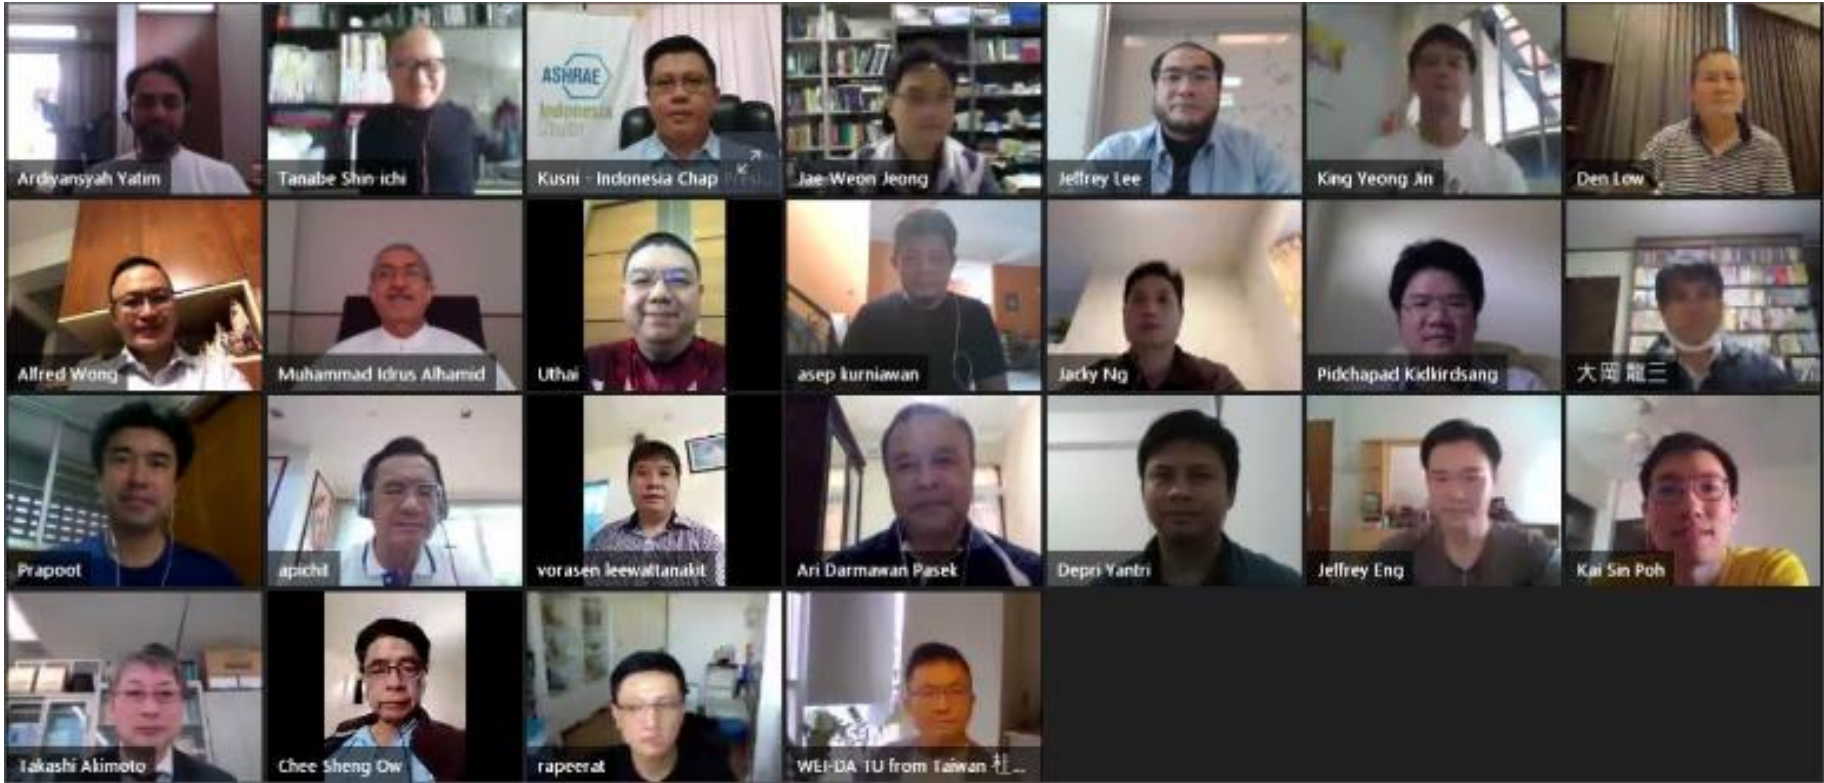 Ardiyansyah Yatim
Tanabe Shin-ichi
ASHRAE
Indonesia
Kusni - Indonesia Chap
Jae-Weon Jeong
Jeffrey Lee
King Yeong Jin
Den Low
Alfred Wong
Muhammad Idrus Alhamid
Uthai
asep kurniawan
Jacky Ng
Pidchapad Kidkirdsang
大岡 龍三
Prapoot
apichit
vorasen leewattanakit
Ari Darmawan Pasek
Depri Yantri
Jeffrey Eng
Kai Sin Poh
Takashi Akimoto
Chee Sheng Ow
rapeerat
WEI-DA TU from Taiwan 杜...